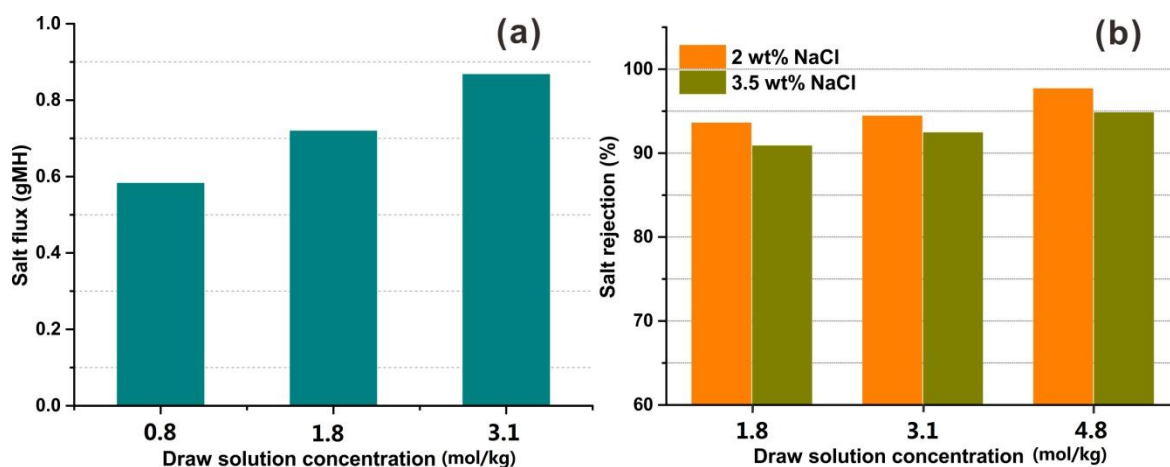 (a)
Salt flux (gMH)
1.0
0.8
0.6
0.4
0.2
0.0
0.8 1.8 3.1
Draw solution concentration (mol/kg)
(b)
2 wt% NaCl
3.5 wt% NaCl
Salt rejection (%)
100
90
80
70
60
1.8 3.1 4.8
Draw solution concentration (mol/kg)